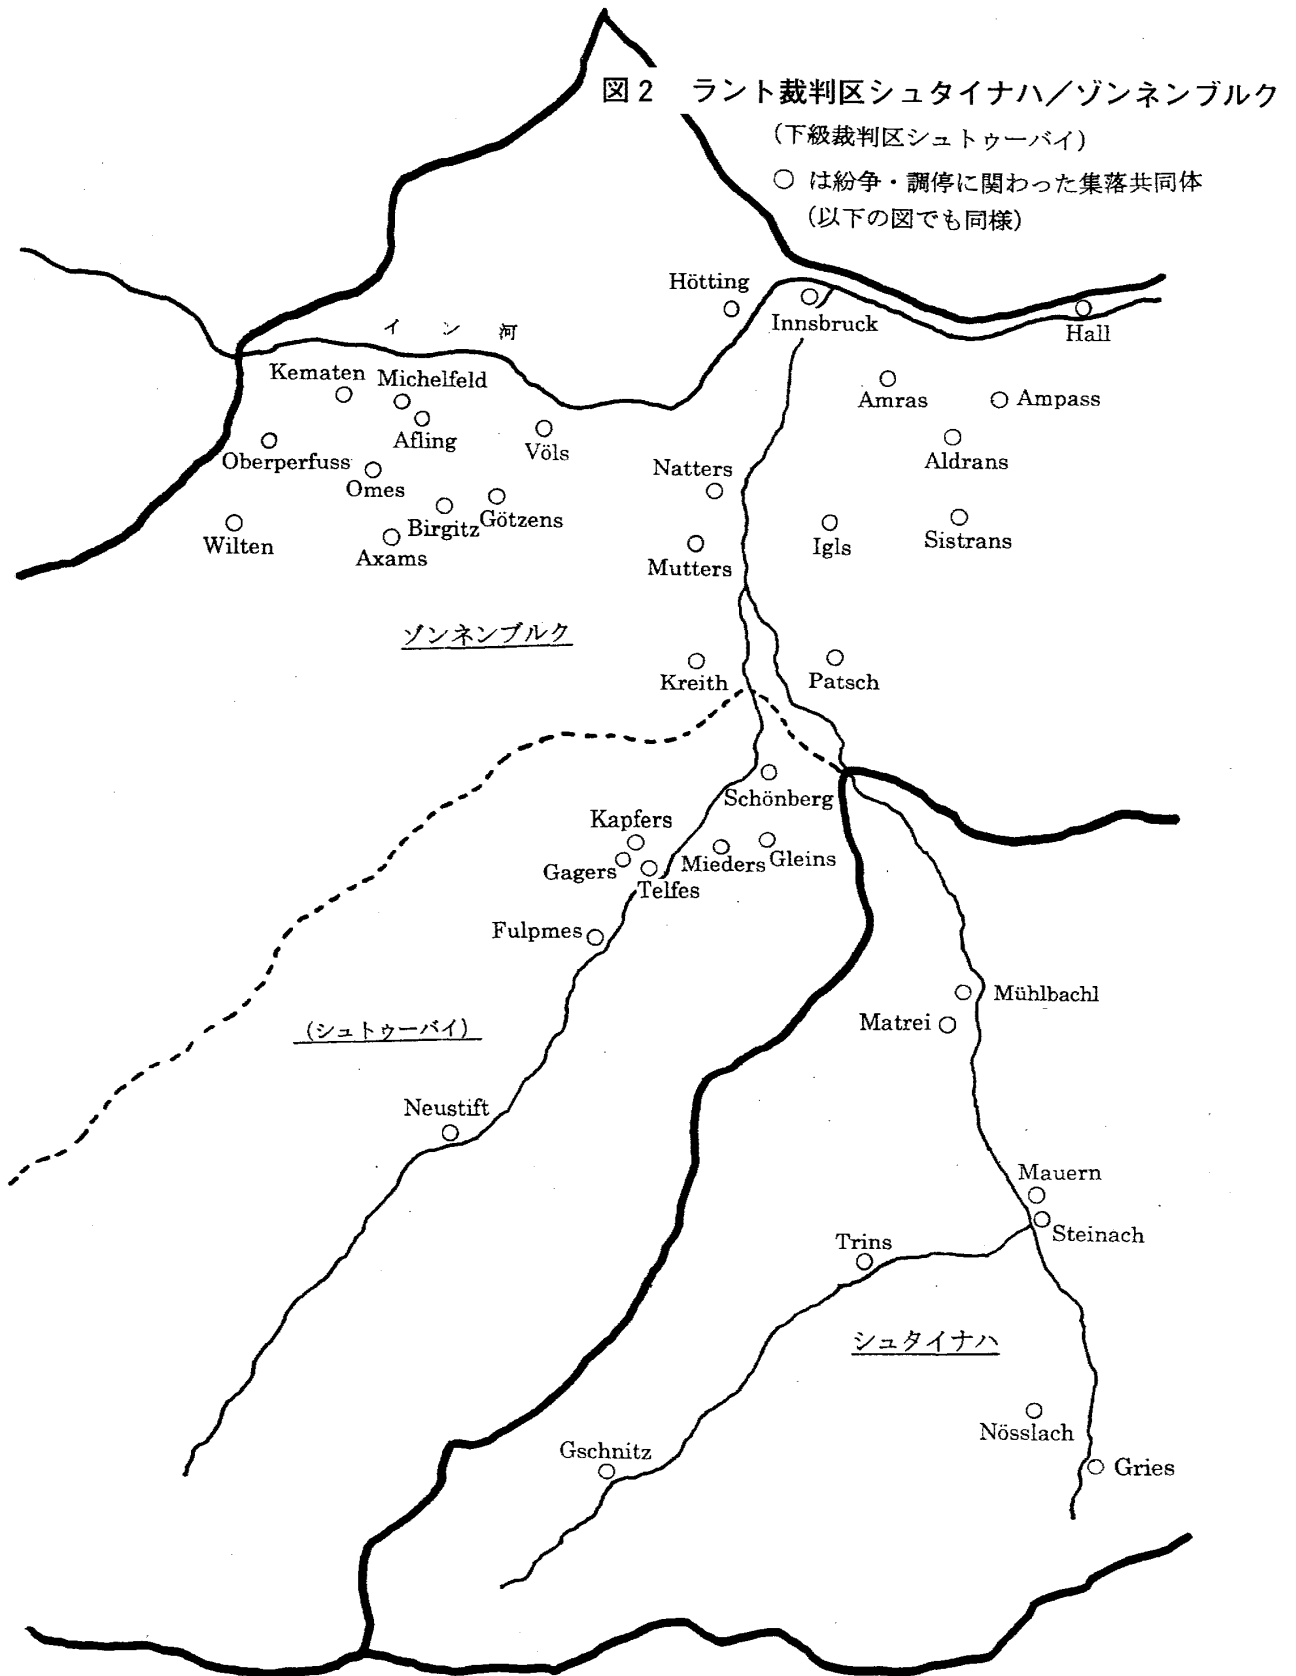 図2 ラント裁判区シュタイナハ／ゾンネンブルク
(下級裁判区シュトゥーバイ)
○ は紛争・調停に関わった集落共同体
(以下の図でも同様)
Hötting
Innsbruck
Hall
イン河
Kematen
Michelfeld
Amras
Ampass
Afling
Völs
Oberperfuss
Omes
Natters
Aldrans
Birgitz
Götzens
Wilten
Axams
Igls
Sistrans
Mutters
ゾンネンブルク
Kreith
Patsch
Schönberg
Kapfers
Gagers
Mieders
Gleins
Telfes
Fulpmes
Mühlbachl
Matrei
(シュトゥーバイ)
Neustift
Mauern
Steinach
Trins
シュタイナハ
Nösslach
Gschnitz
Gries